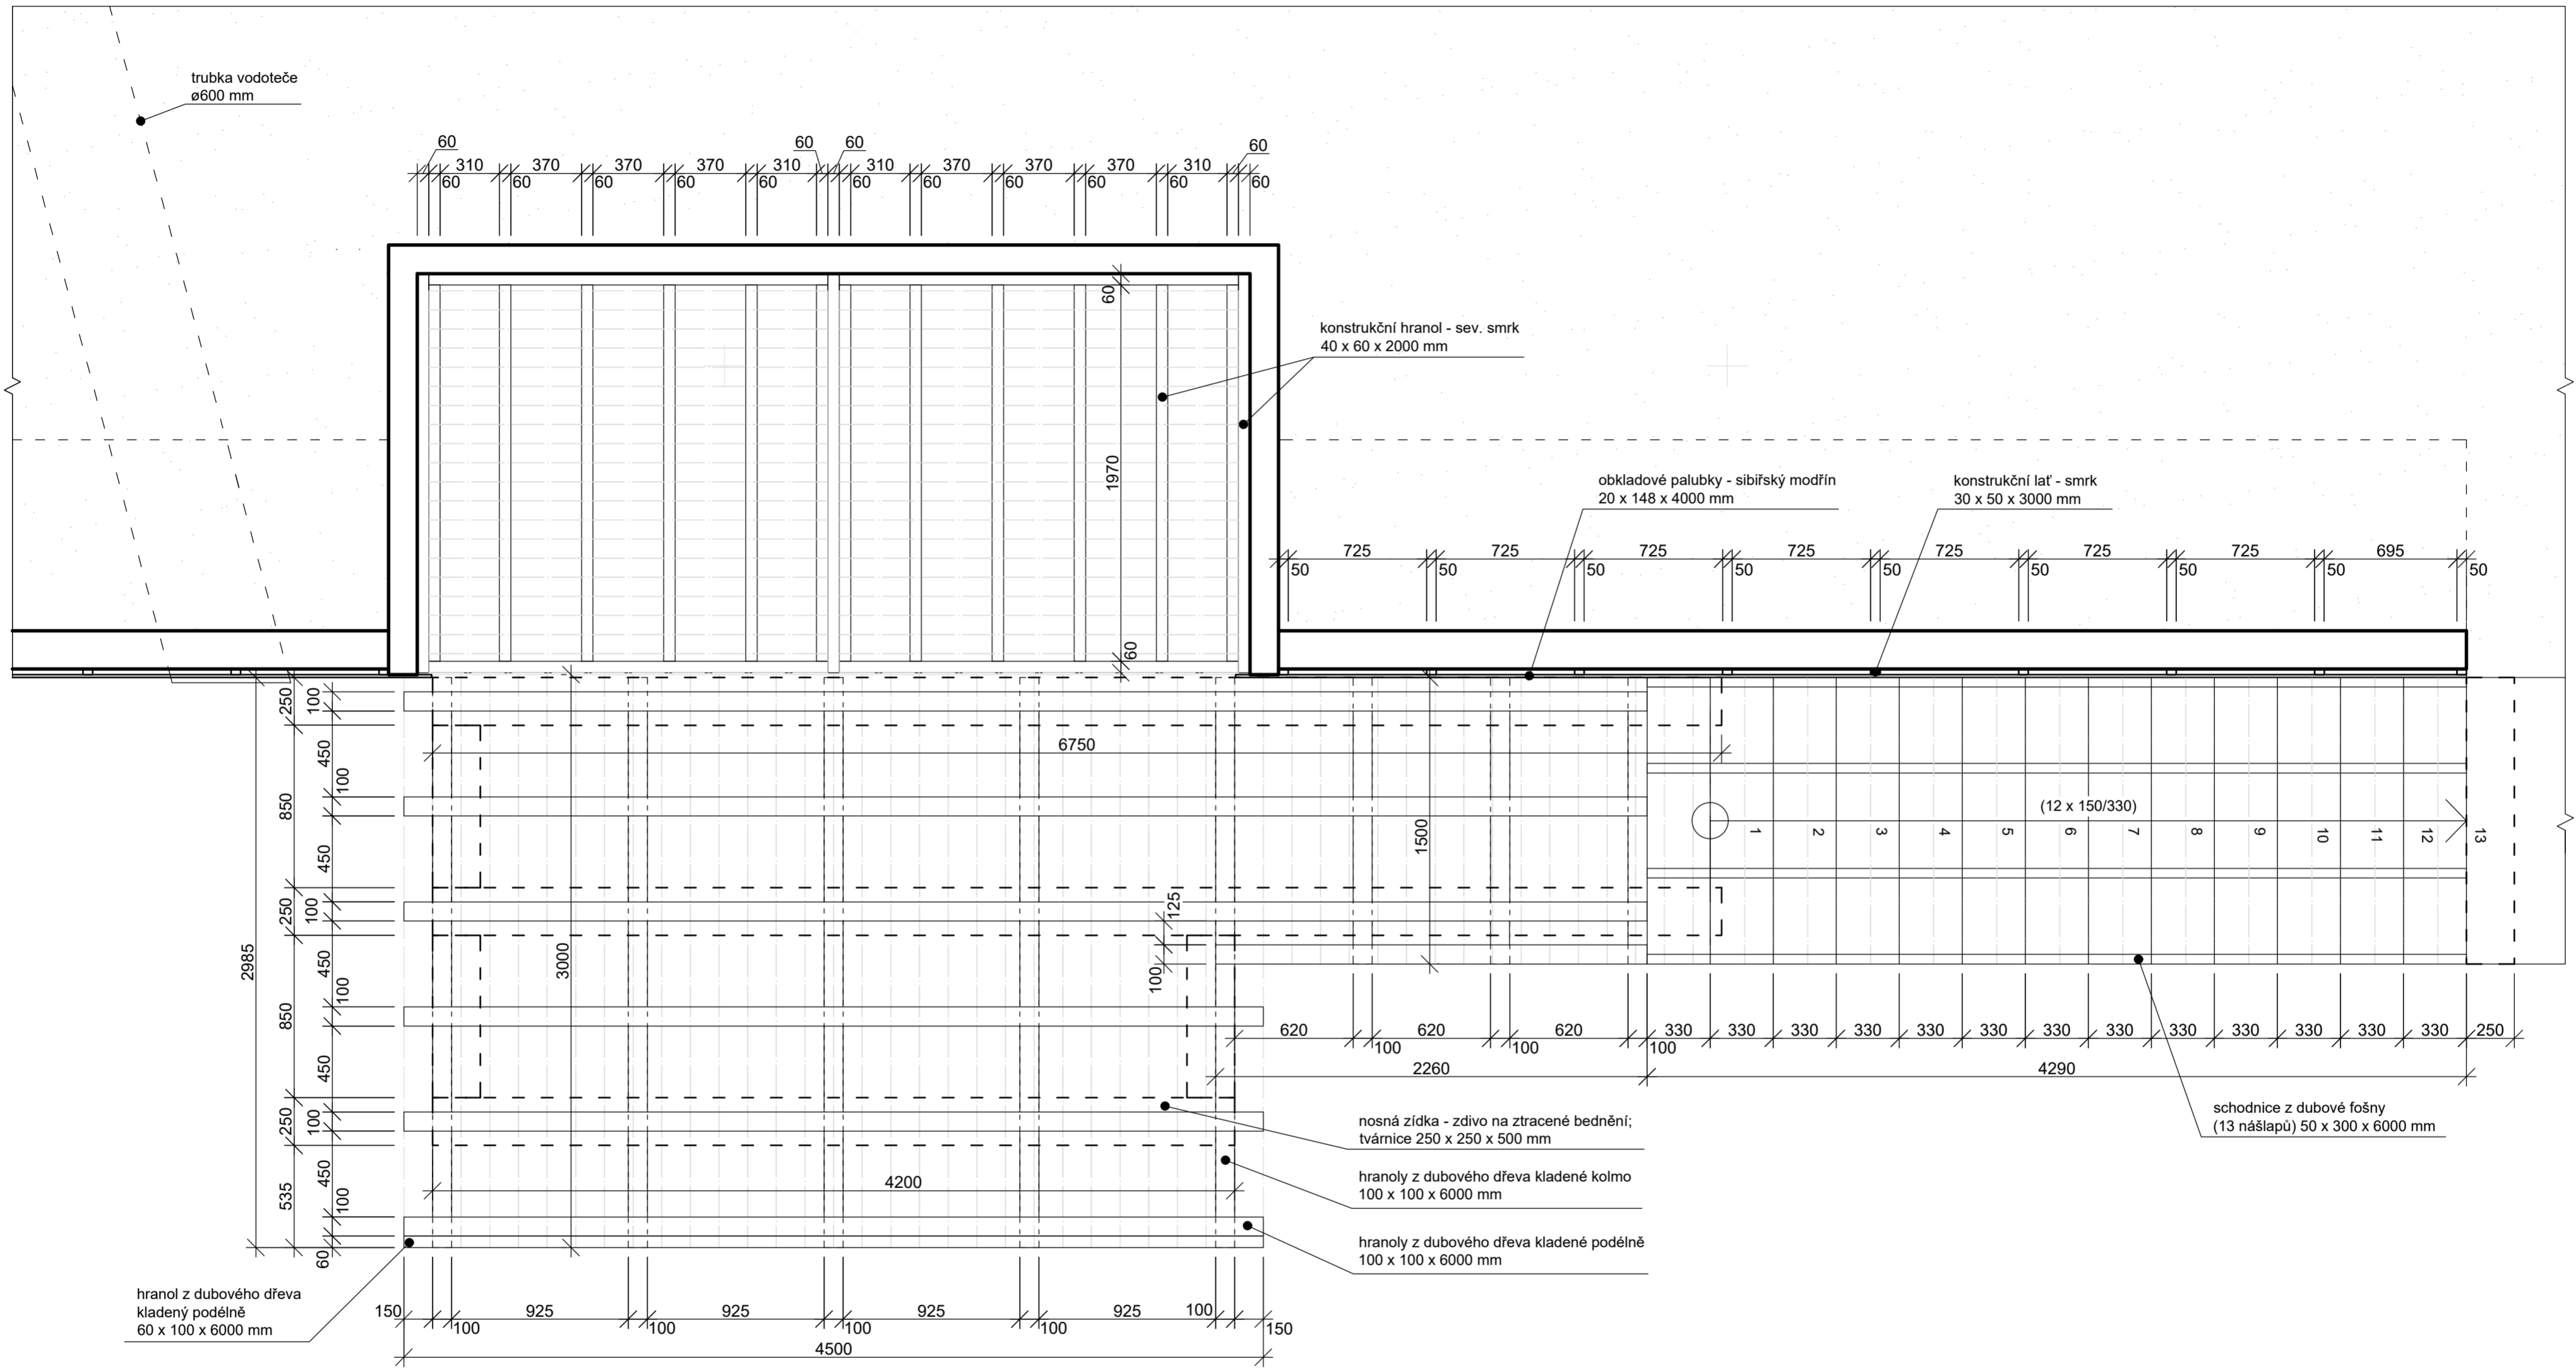 trubka vodoteče
ø600 mm
60 60 60 60
310 370 370 370 310 310 370 370 370 310
60 60 60 60 60 60 60 60 60 60 60
60
konstrukční hranol - sev. smrk
40 x 60 x 2000 mm
1970
obkladové palubky - sibiřský modřín
20 x 148 x 4000 mm
konstrukční lať - smrk
30 x 50 x 3000 mm
725 725 725 725 725 725 725 695
50 50 50 50 50 50 50 50 50
60
250 100
6750
450
100
850
(12 x 150/330)
1500
1 2 3 4 5 6 7 8 9 10 11 12 13
450
125
250 100
2985
3000
450
100
100
850
620 620 620 330 330 330 330 330 330 330 330 330 330 330 330 330 250
100 100 100
450
2260 4290
250 100
schodnice z dubové fošny
(13 nášlapů) 50 x 300 x 6000 mm
nosná zídka - zdivo na ztracené bednění;
tvárnice 250 x 250 x 500 mm
450
hranoly z dubového dřeva kladené kolmo
100 x 100 x 6000 mm
4200
535
100
hranoly z dubového dřeva kladené podélně
100 x 100 x 6000 mm
60
hranol z dubového dřeva
kladený podélně
60 x 100 x 6000 mm
150 925 925 925 925 100
100 100 100 100 150
4500